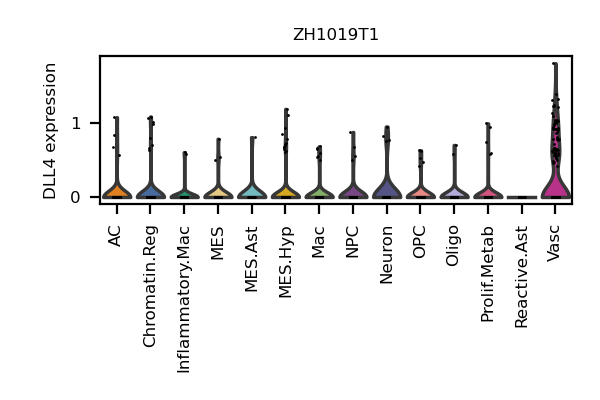 ZH1019T1
DLL4 expression
1
0
AC
Chromatin.Reg
Inflammatory.Mac
MES
MES.Ast
MES.Hyp
Mac
NPC
Neuron
OPC
Oligo
Prolif.Metab
Reactive.Ast
Vasc